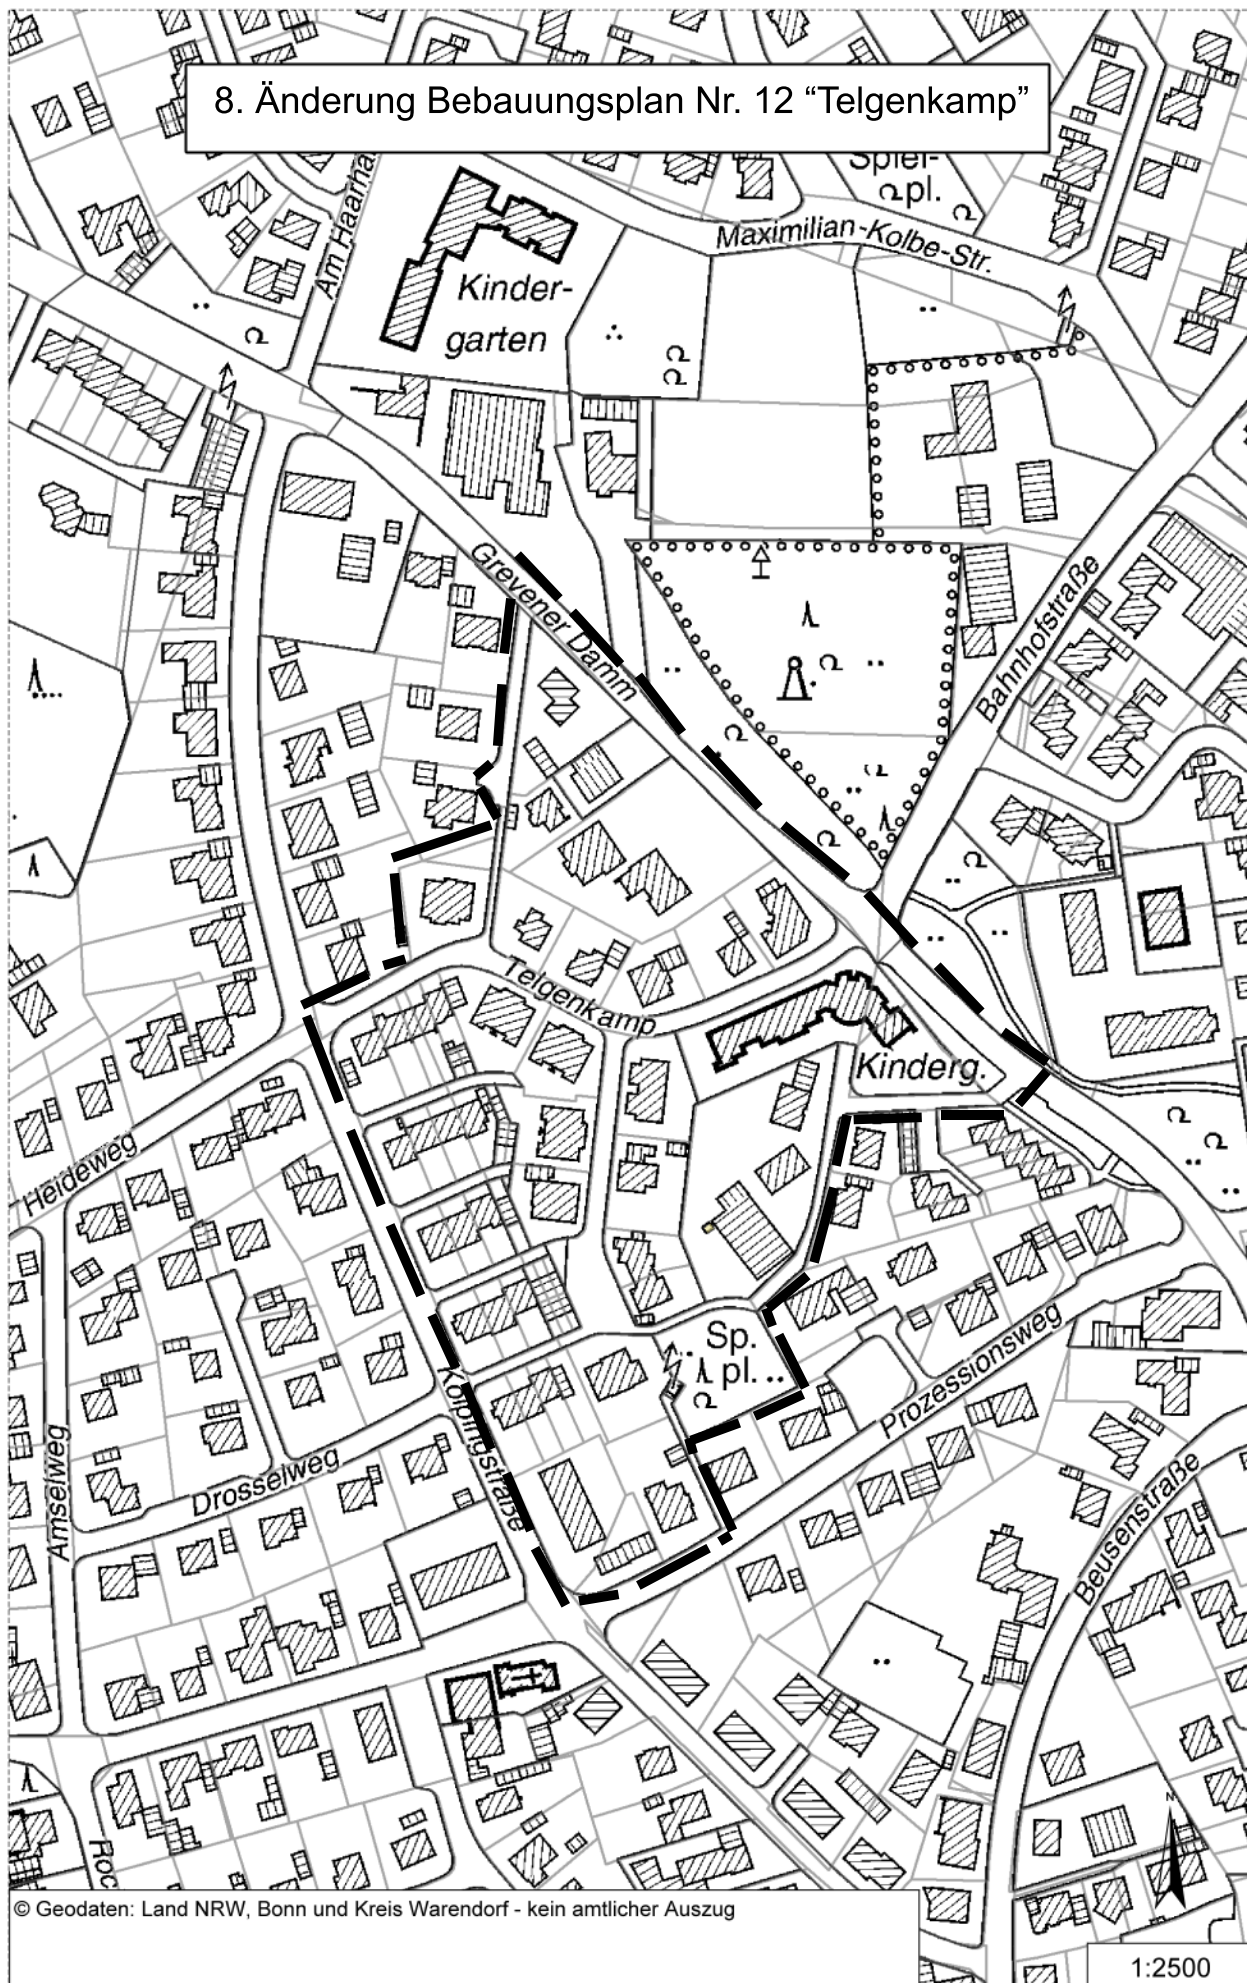 8. Änderung Bebauungsplan Nr. 12 “Telgenkamp”
Spiel-
pl.
Am Haarha
Maximilian-Kolbe-Str.
Kinder-
garten
Grevener Damm
Bahnhofstraße
Telgenkamp
Kinderg.
Heideweg
Sp.
pl.
Kolpingstraße
Prozessionsweg
Amselweg
Drosselweg
Beusenstraße
Roc
N
© Geodaten: Land NRW, Bonn und Kreis Warendorf - kein amtlicher Auszug
1:2500